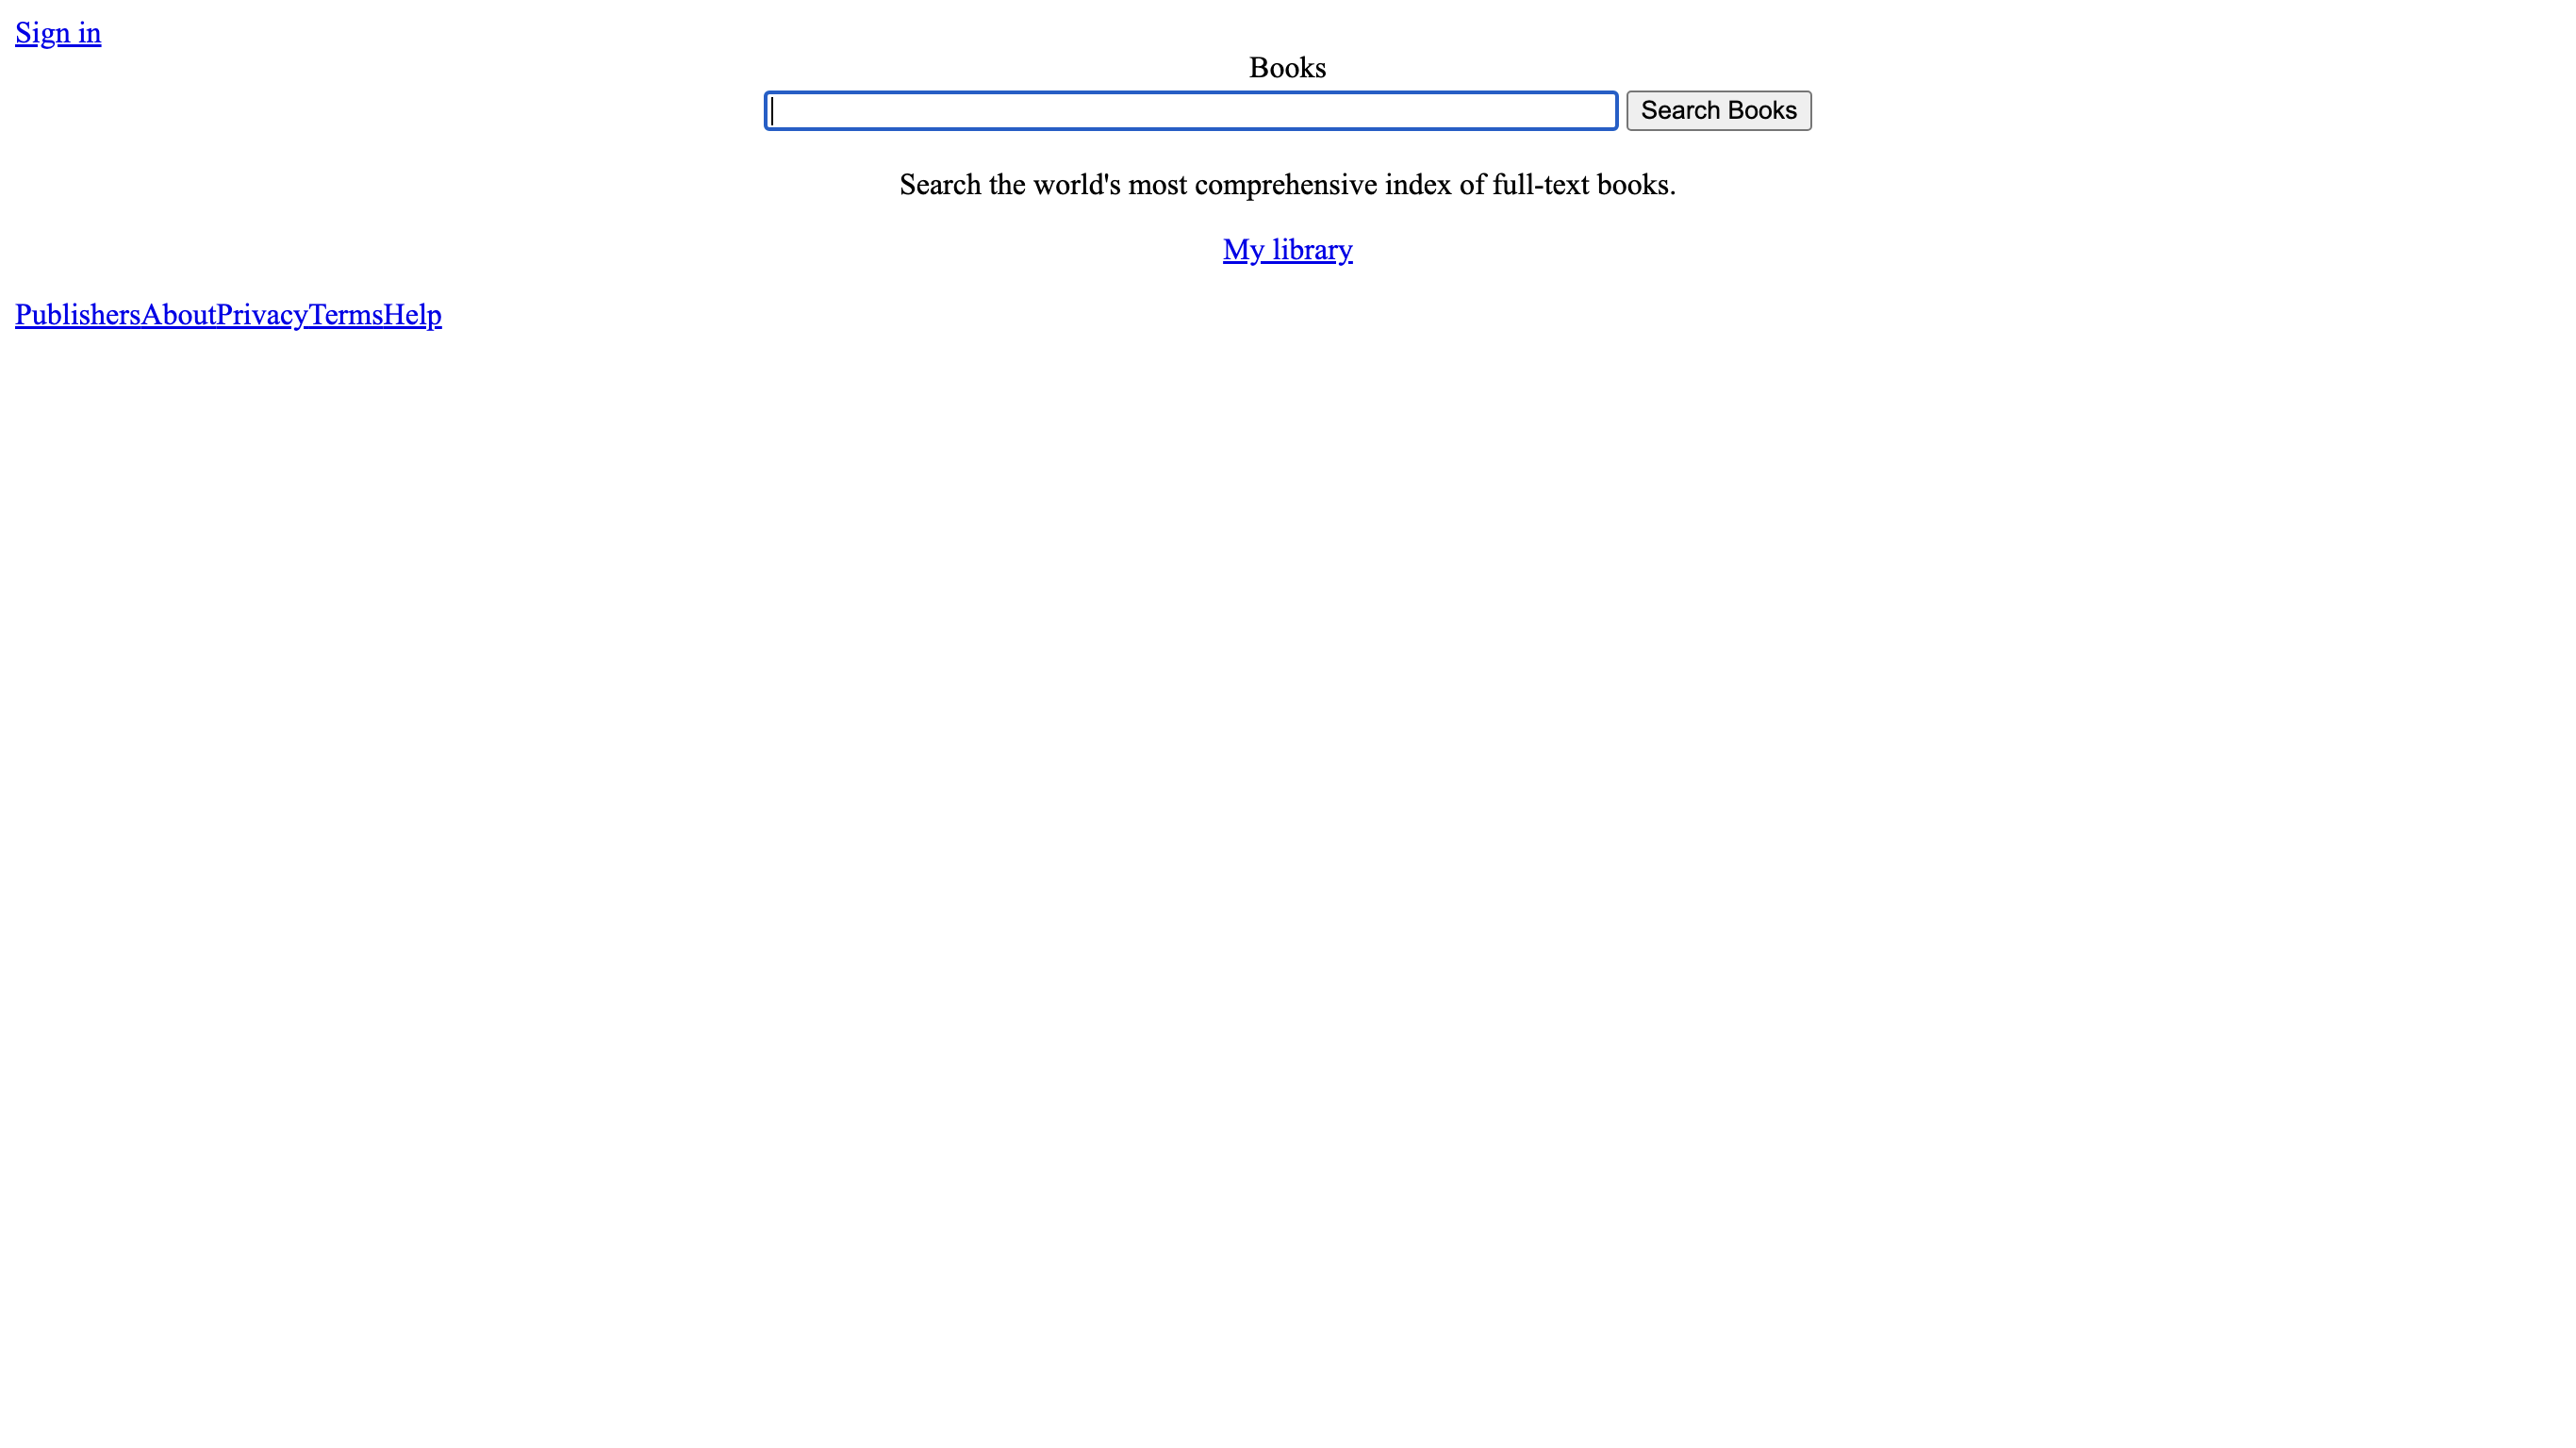 Sign in
Books
Search Books
Search the world's most comprehensive index of full-text books.
My library
PublishersAboutPrivacyTermsHelp